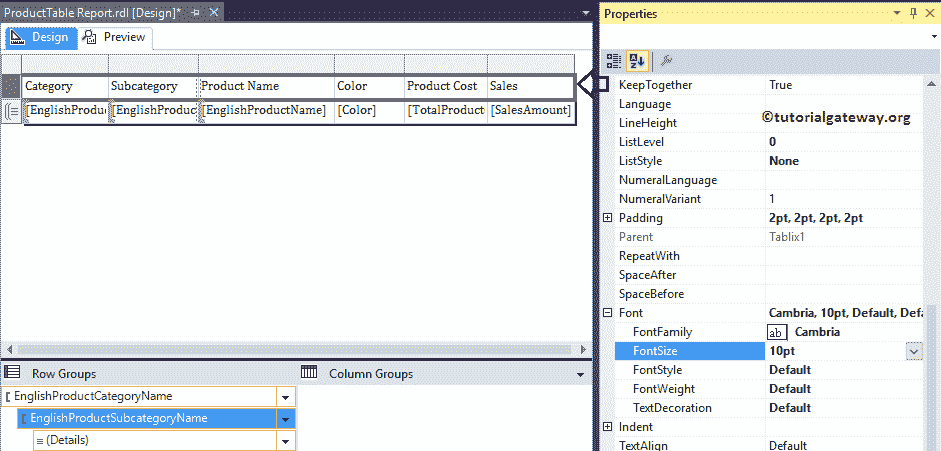 ProductTable Report.rdl [Design]*
Design Preview
Category Subcategory Product Name Color Product Cost Sales
[EnglishProdu [EnglishProduc [EnglishProductName] [Color] [TotalProduct [SalesAmount]
Row Groups Column Groups
EnglishProductCategoryName
EnglishProductSubcategoryName
(Details)
Properties
KeepTogether True
Language
©tutorialgateway.org
LineHeight
ListLevel 0
ListStyle None
NumeralLanguage
NumeralVariant 1
Padding 2pt, 2pt, 2pt, 2pt
Parent Tablix1
RepeatWith
SpaceAfter
SpaceBefore
Font Cambria, 10pt, Default, Defa
FontFamily ab Cambria
FontSize 10pt
FontStyle Default
FontWeight Default
TextDecoration Default
Indent
TextAlign Default